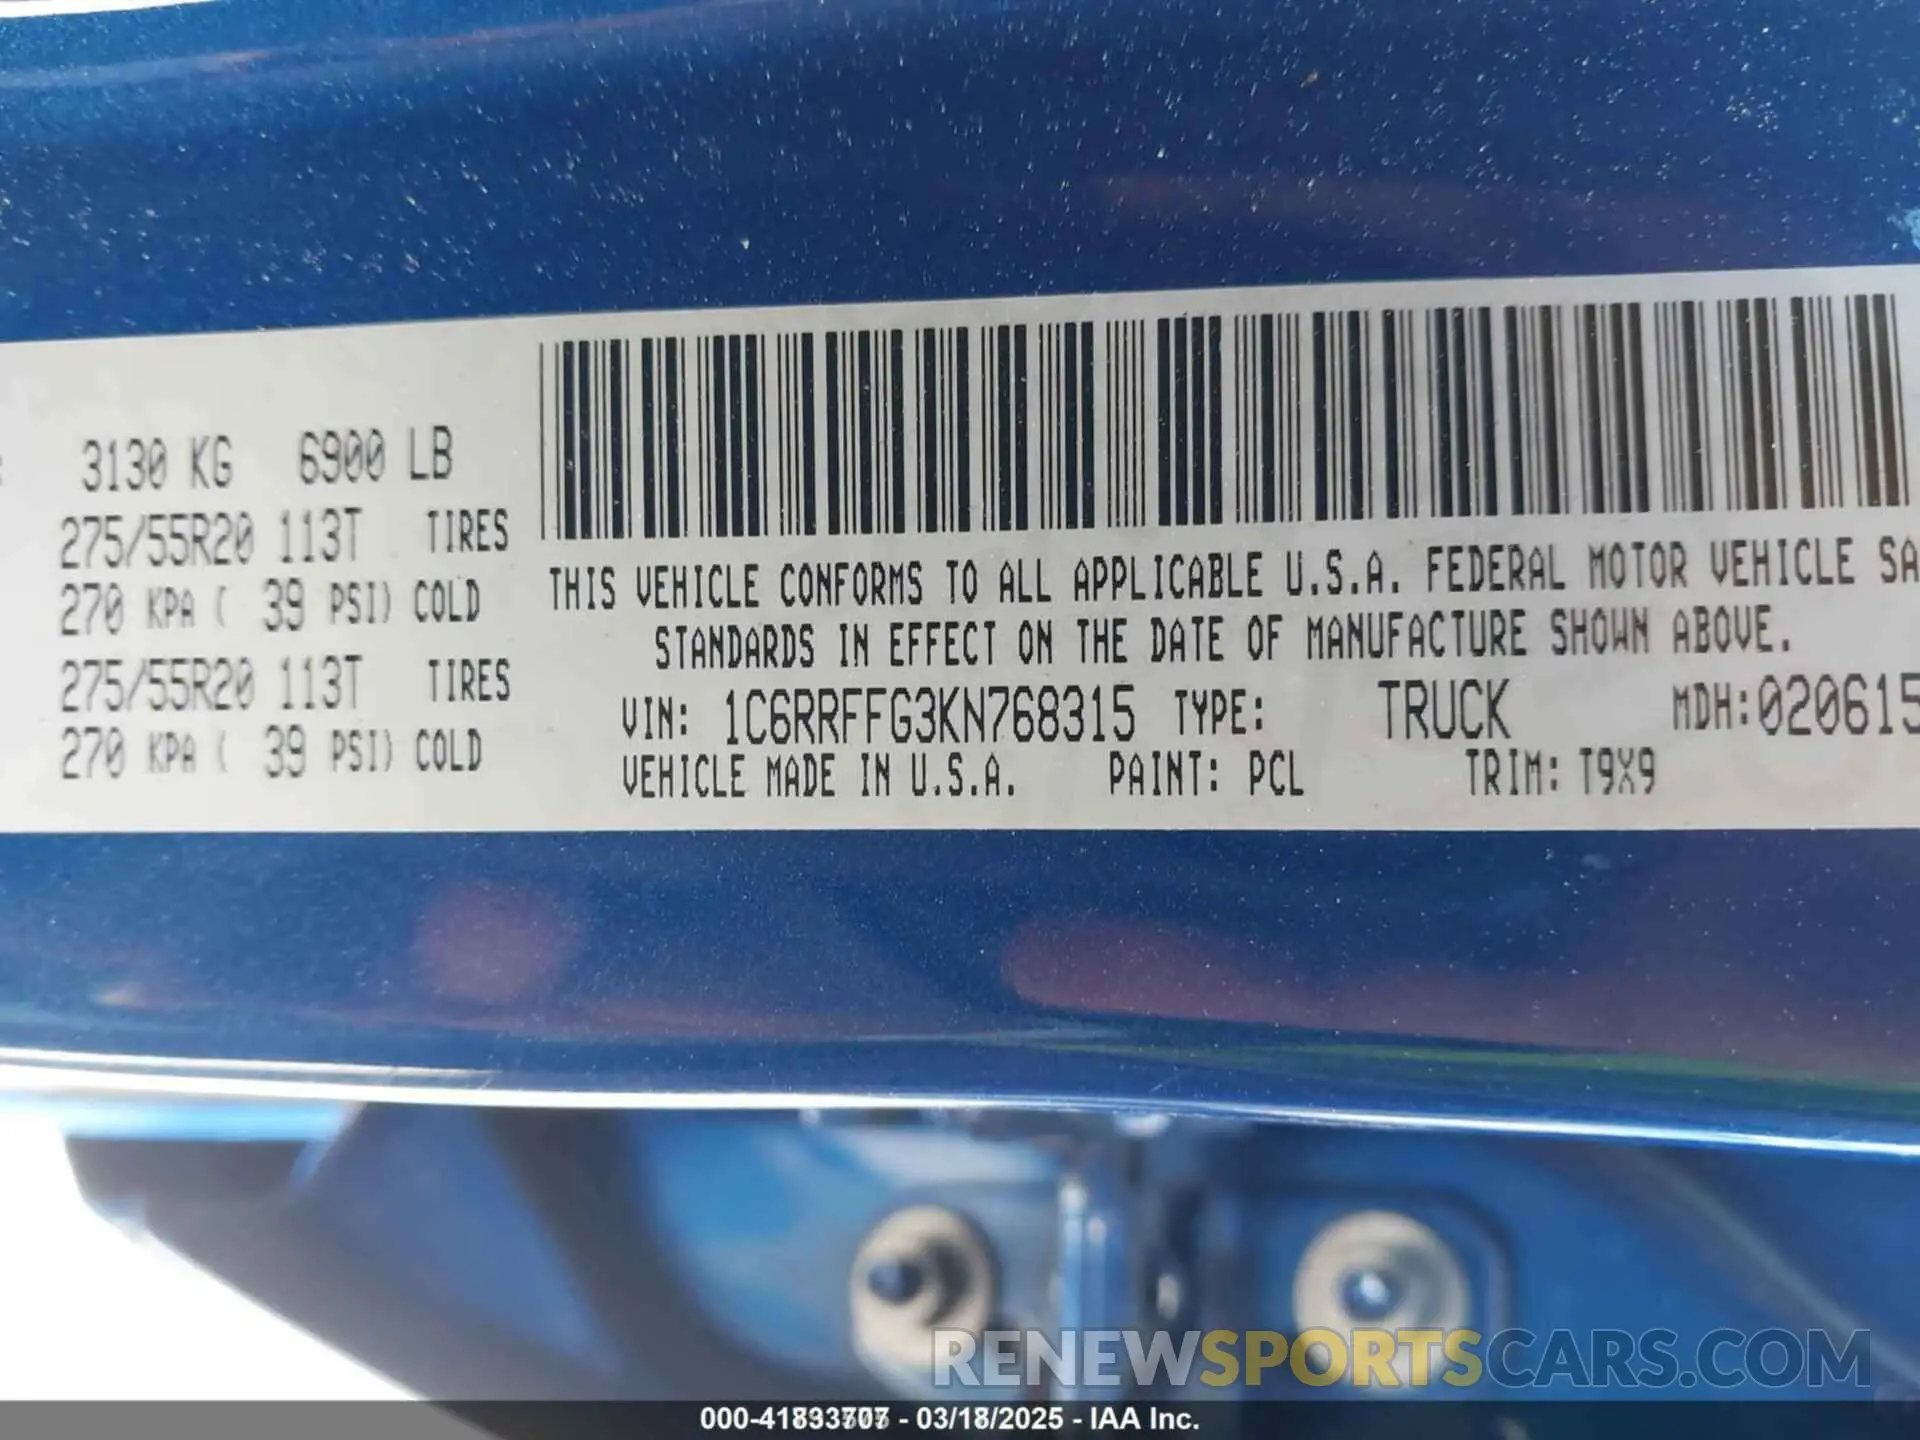 3130 KG 6900 LB
275/55R20 113T TIRES
270 KPA ( 39 PSI) COLD
275/55R20 113T TIRES
270 KPA ( 39 PSI) COLD
THIS VEHICLE CONFORMS TO ALL APPLICABLE U.S.A. FEDERAL MOTOR VEHICLE SA
STANDARDS IN EFFECT ON THE DATE OF MANUFACTURE SHOWN ABOVE.
VIN: 1C6RRFFG3KN768315 TYPE: TRUCK MDH:020615
VEHICLE MADE IN U.S.A. PAINT: PCL TRIM: T9X9
RENEWSPORTSCARS.COM
- 03/18/2025 - IAA Inc.